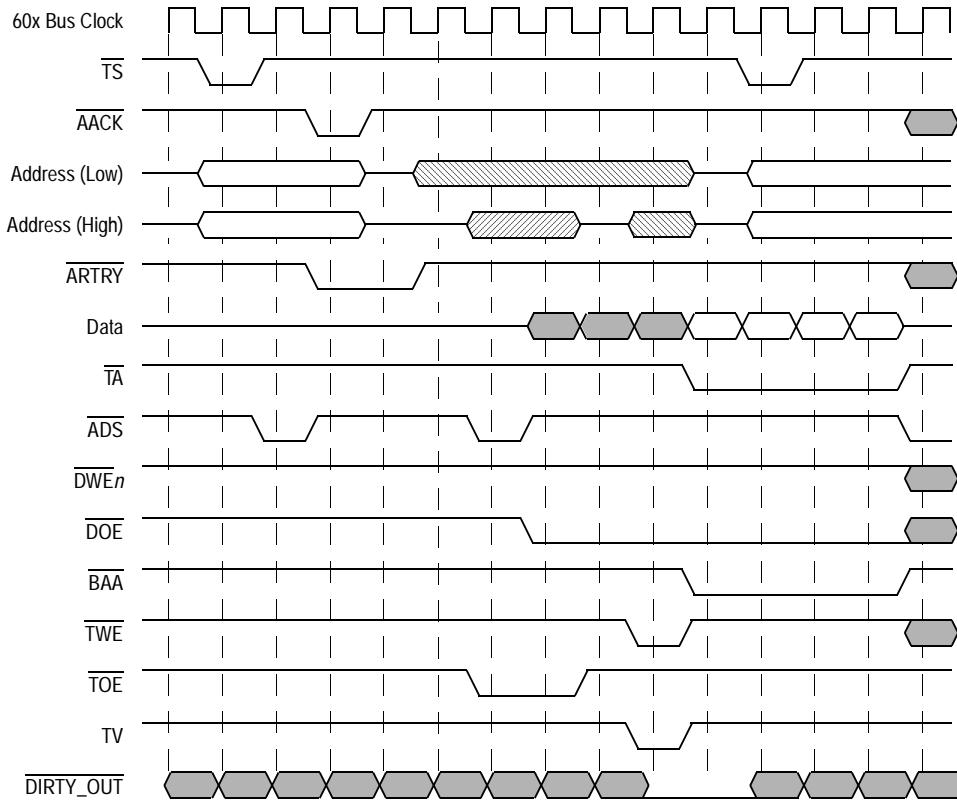 60x Bus Clock
TS
AACK
Address (Low)
Address (High)
ARTRY
Data
TA
ADS
DWEn
DOE
BAA
TWE
TOE
TV
DIRTY_OUT